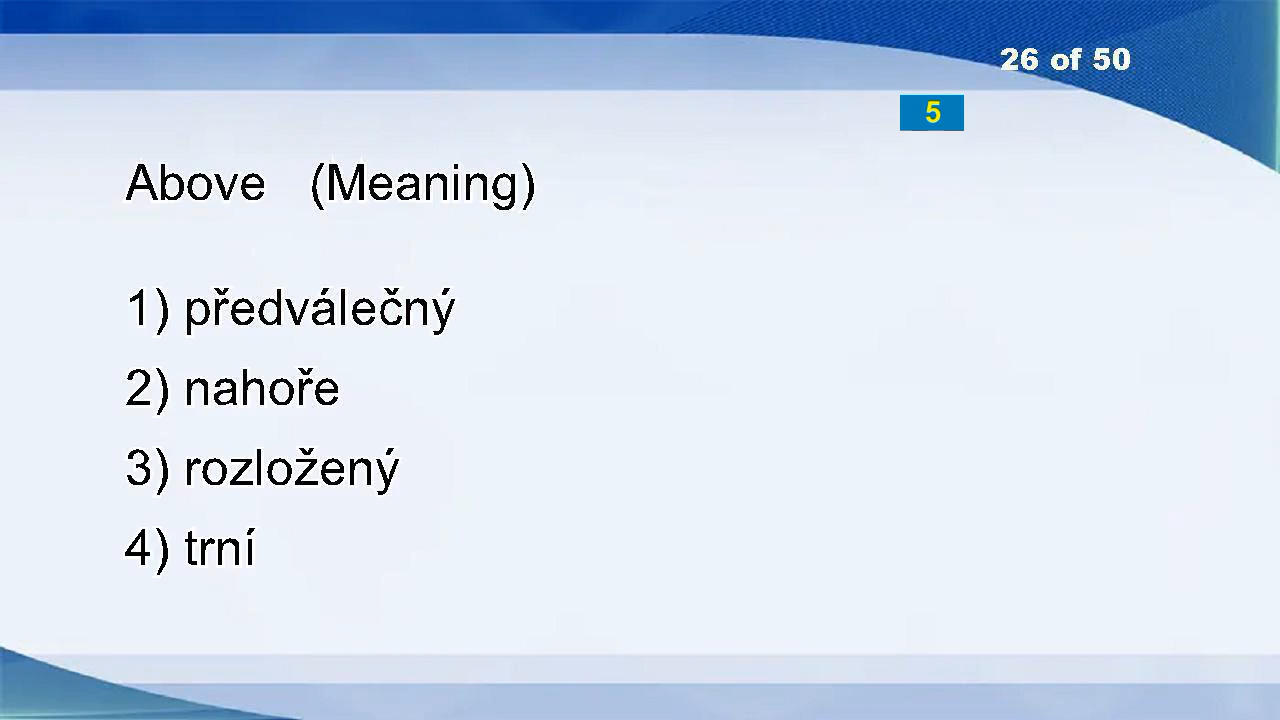 26 of 50
5
Above (Meaning)
1) předválečný
2) nahoře
3) rozložený
4) trní